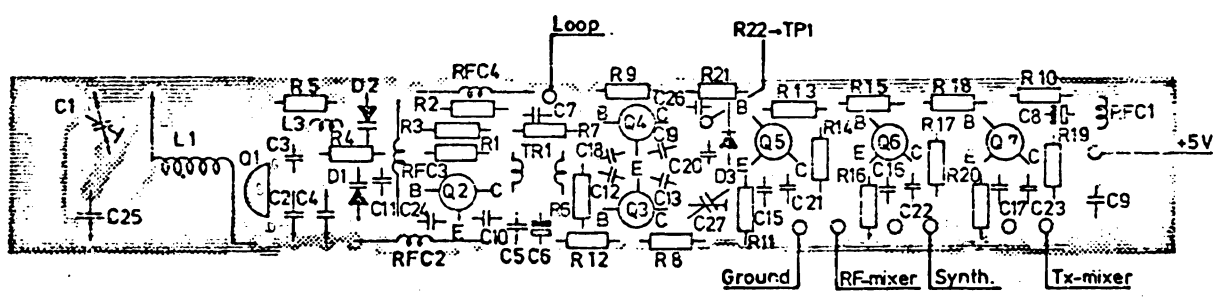 Loop
R22→TP1
RFC4 R9 R21 R15 R18 R10
C1 R5 D2 R2 C7 C26 B R13 B B C8 RFC1
L3 R3 B Q4 C R7 C19 Q5 R14 Q6 R17 Q7 R19
L1 R4 R1 TR1 C18 E C20 E C E C E C +5V
C3 Q1 D1 RFC3 C12 C13 D3 R16 C16 R20
B Q2 C R5 B Q3 C
C25 C2 C4 C11 C24 E C10 C5 C6 C27 C15 C21 C22 C17 C23 C9
RFC2 R12 R8 R11
Ground RF-mixer Synth. Tx-mixer